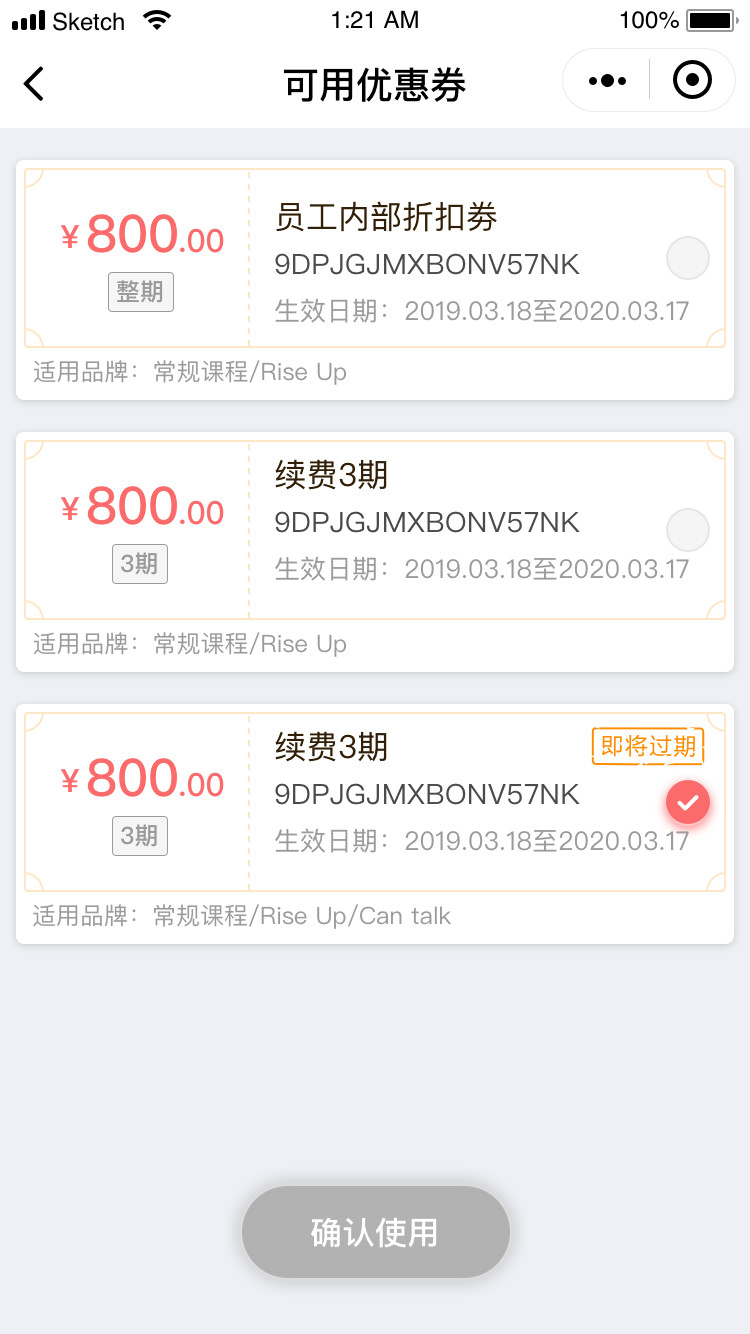 Sketch 1:21 AM 100%
可用优惠券
¥800.00
整期
员工内部折扣劵
9DPJGJMXBONV57NK
生效日期：2019.03.18至2020.03.17
适用品牌：常规课程/Rise Up
¥800.00
3期
续费3期
9DPJGJMXBONV57NK
生效日期：2019.03.18至2020.03.17
适用品牌：常规课程/Rise Up
¥800.00
3期
续费3期
即将过期
9DPJGJMXBONV57NK
生效日期：2019.03.18至2020.03.17
适用品牌：常规课程/Rise Up/Can talk
确认使用